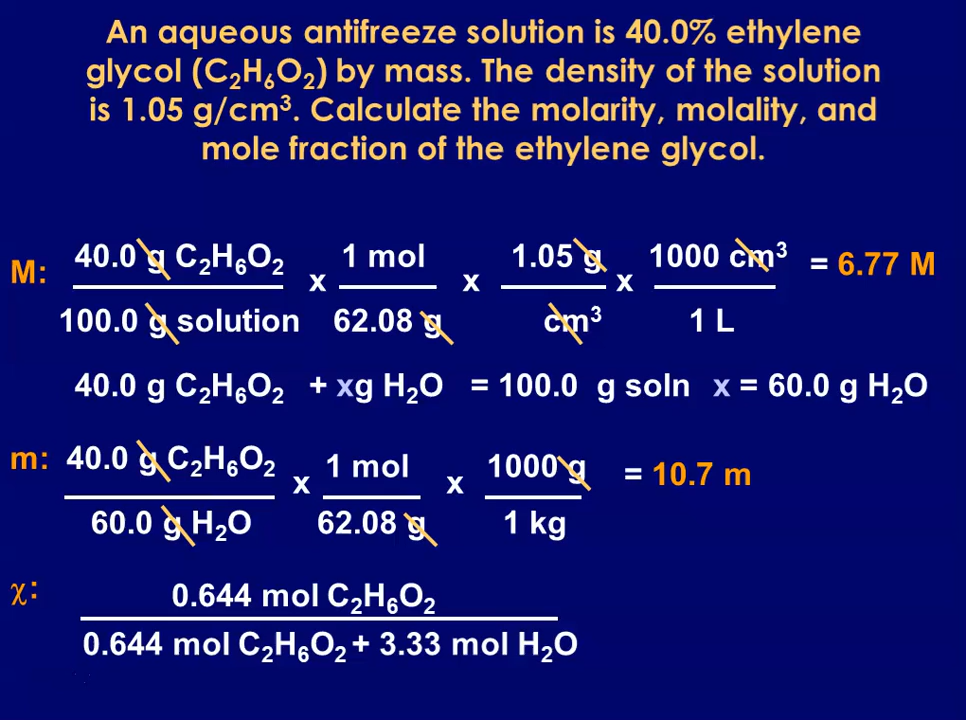 An aqueous antifreeze solution is 40.0% ethylene
glycol (C₂H₆O₂) by mass. The density of the solution
is 1.05 g/cm³. Calculate the molarity, molality, and
mole fraction of the ethylene glycol.
M: 40.0 g C₂H₆O₂ x 1 mol x 1.05 g x 1000 cm³ = 6.77 M
100.0 g solution 62.08 g cm³ 1 L
40.0 g C₂H₆O₂ + xg H₂O = 100.0 g soln x = 60.0 g H₂O
m: 40.0 g C₂H₆O₂ x 1 mol x 1000 g = 10.7 m
60.0 g H₂O 62.08 g 1 kg
χ: 0.644 mol C₂H₆O₂
0.644 mol C₂H₆O₂ + 3.33 mol H₂O